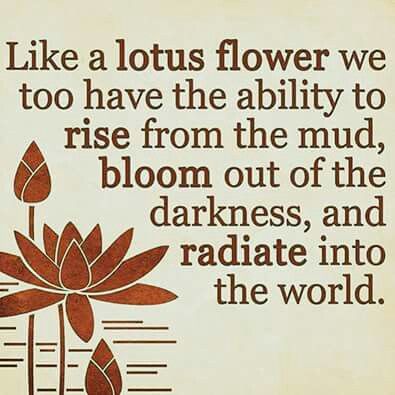 Like a lotus flower we
too have the ability to
rise from the mud,
bloom out of the
darkness, and
radiate into
the world.